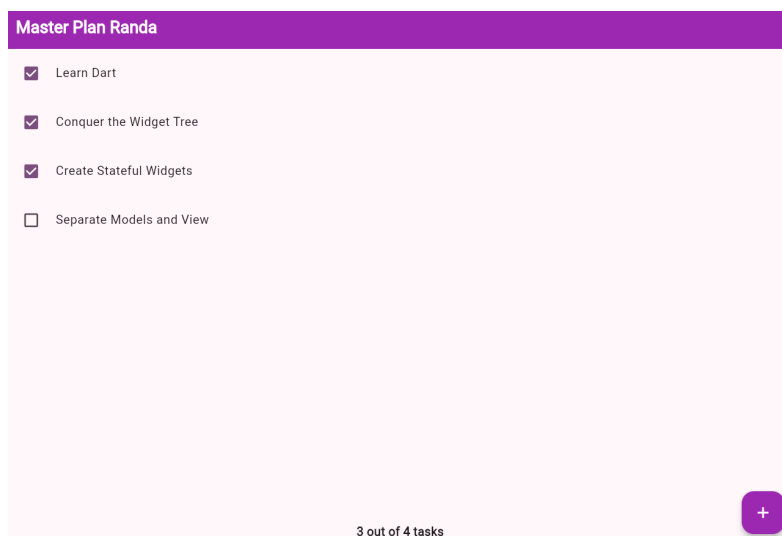 Master Plan Randa
Learn Dart
Conquer the Widget Tree
Create Stateful Widgets
Separate Models and View
+
3 out of 4 tasks